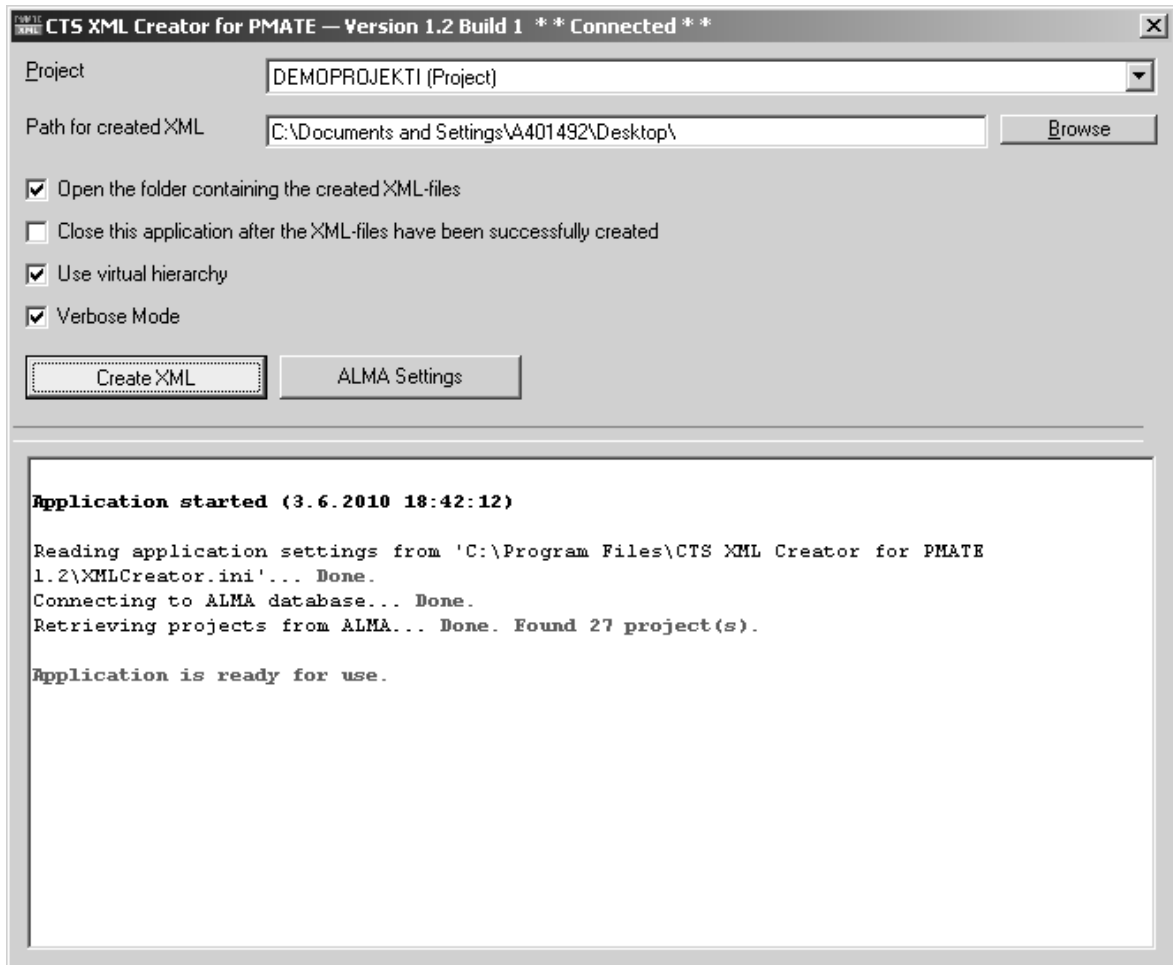 PMATE XML CTS XML Creator for PMATE — Version 1.2 Build 1 * * Connected * *
Project DEMOPROJEKTI (Project)
Path for created XML C:\Documents and Settings\A401492\Desktop\ Browse
Open the folder containing the created XML-files
Close this application after the XML-files have been successfully created
Use virtual hierarchy
Verbose Mode
Create XML ALMA Settings
Application started (3.6.2010 18:42:12)
Reading application settings from 'C:\Program Files\CTS XML Creator for PMATE
1.2\XMLCreator.ini'... Done.
Connecting to ALMA database... Done.
Retrieving projects from ALMA... Done. Found 27 project(s).
Application is ready for use.